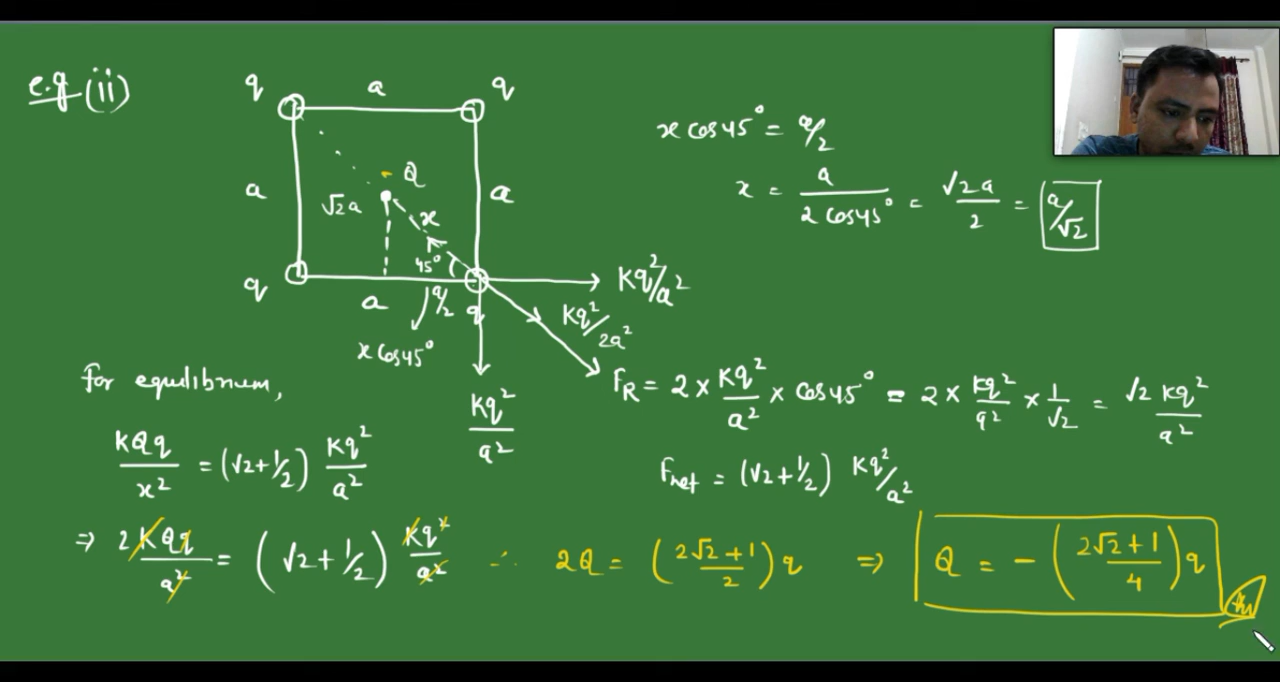 e.g (ii)
q a q
a √2a Q a
x
45°
q a a/2 q
x cos45°
Kq²/a²
Kq²/2a²
Kq²/a²
x cos45° = a/2
x = a/(2 cos45°) = √2a/2 = a/√2
F_R = 2 × Kq²/a² × cos45° = 2 × Kq²/a² × 1/√2 = √2 Kq²/a²
F_net = (√2+1/2) Kq²/a²
For equilibrium,
KQq/x² = (√2+1/2) Kq²/a²
⇒ 2KQq/a² = (√2+1/2) Kq²/a² ∴ 2Q = ((2√2+1)/2) q ⇒ Q = -((2√2+1)/4) q